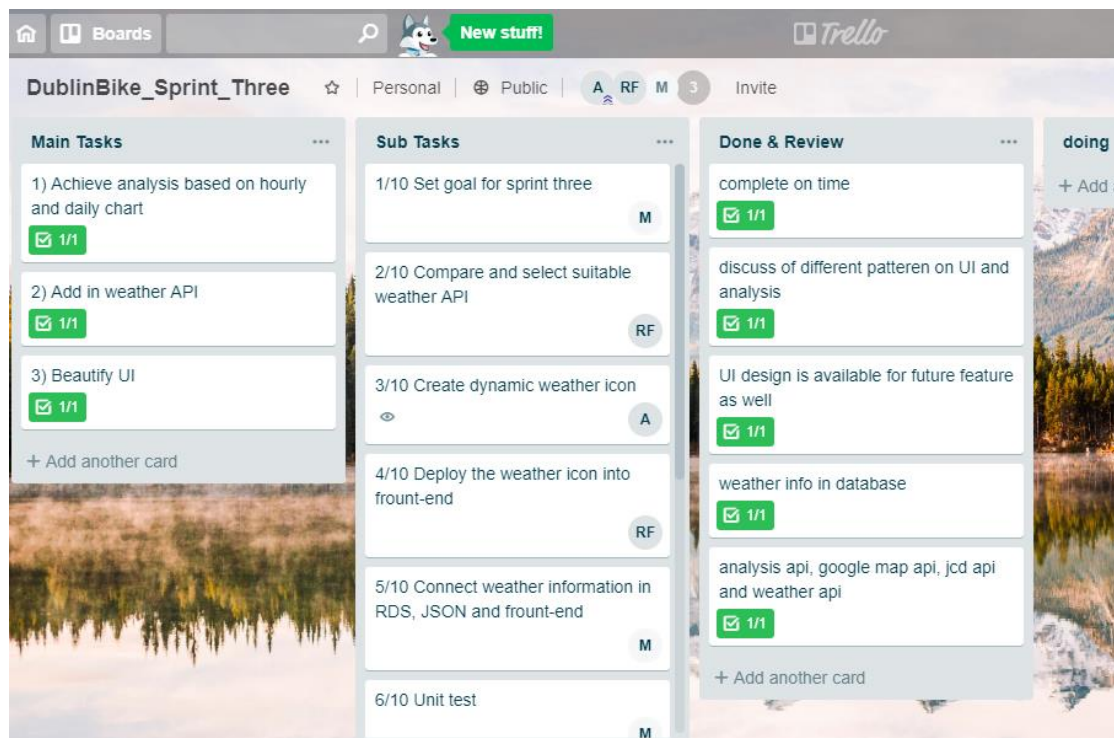 Boards
New stuff!
Trello
DublinBike_Sprint_Three
Personal
Public
A RF M 3
Invite
Main Tasks
1) Achieve analysis based on hourly
and daily chart
1/1
2) Add in weather API
1/1
3) Beautify UI
1/1
+ Add another card
Sub Tasks
1/10 Set goal for sprint three
M
2/10 Compare and select suitable
weather API
RF
3/10 Create dynamic weather icon
A
4/10 Deploy the weather icon into
frount-end
RF
5/10 Connect weather information in
RDS, JSON and frount-end
M
6/10 Unit test
M
Done & Review
complete on time
1/1
discuss of different patteren on UI and
analysis
1/1
UI design is available for future feature
as well
1/1
weather info in database
1/1
analysis api, google map api, jcd api
and weather api
1/1
+ Add another card
doing
+ Add